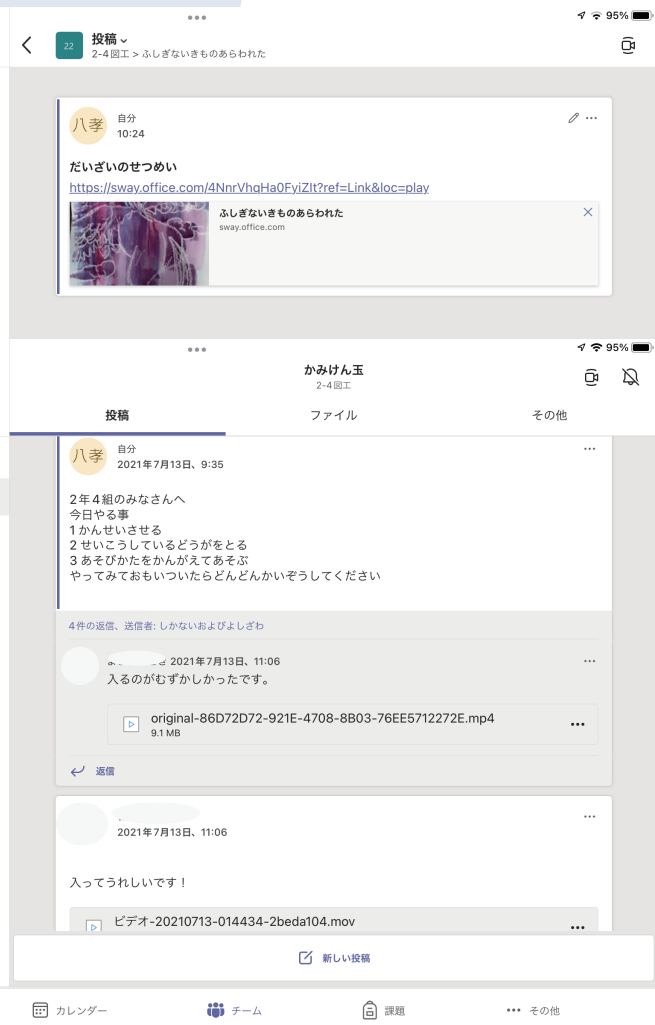 95%
22
投稿
2-4図工 > ふしぎないきものあらわれた
八孝
自分
10:24
だいざいのせつめい
https://sway.office.com/4NnrVhqHa0FyiZIt?ref=Link&loc=play
ふしぎないきものあらわれた
sway.office.com
95%
かみけん玉
2-4図工
投稿
ファイル
その他
八孝
自分
2021年7月13日、9:35
2年4組のみなさんへ
今日やる事
1 かんせいさせる
2 せいこうしているどうがをとる
3 あそびかたをかんがえてあそぶ
やってみておもいついたらどんどんかいぞうしてください
4件の返信、送信者: しかないおよびよしざわ
2021年7月13日、11:06
入るのがむずかしかったです。
original-86D72D72-921E-4708-8B03-76EE5712272E.mp4
9.1 MB
返信
2021年7月13日、11:06
入ってうれしいです！
ビデオ-20210713-014434-2beda104.mov
新しい投稿
カレンダー
チーム
課題
その他